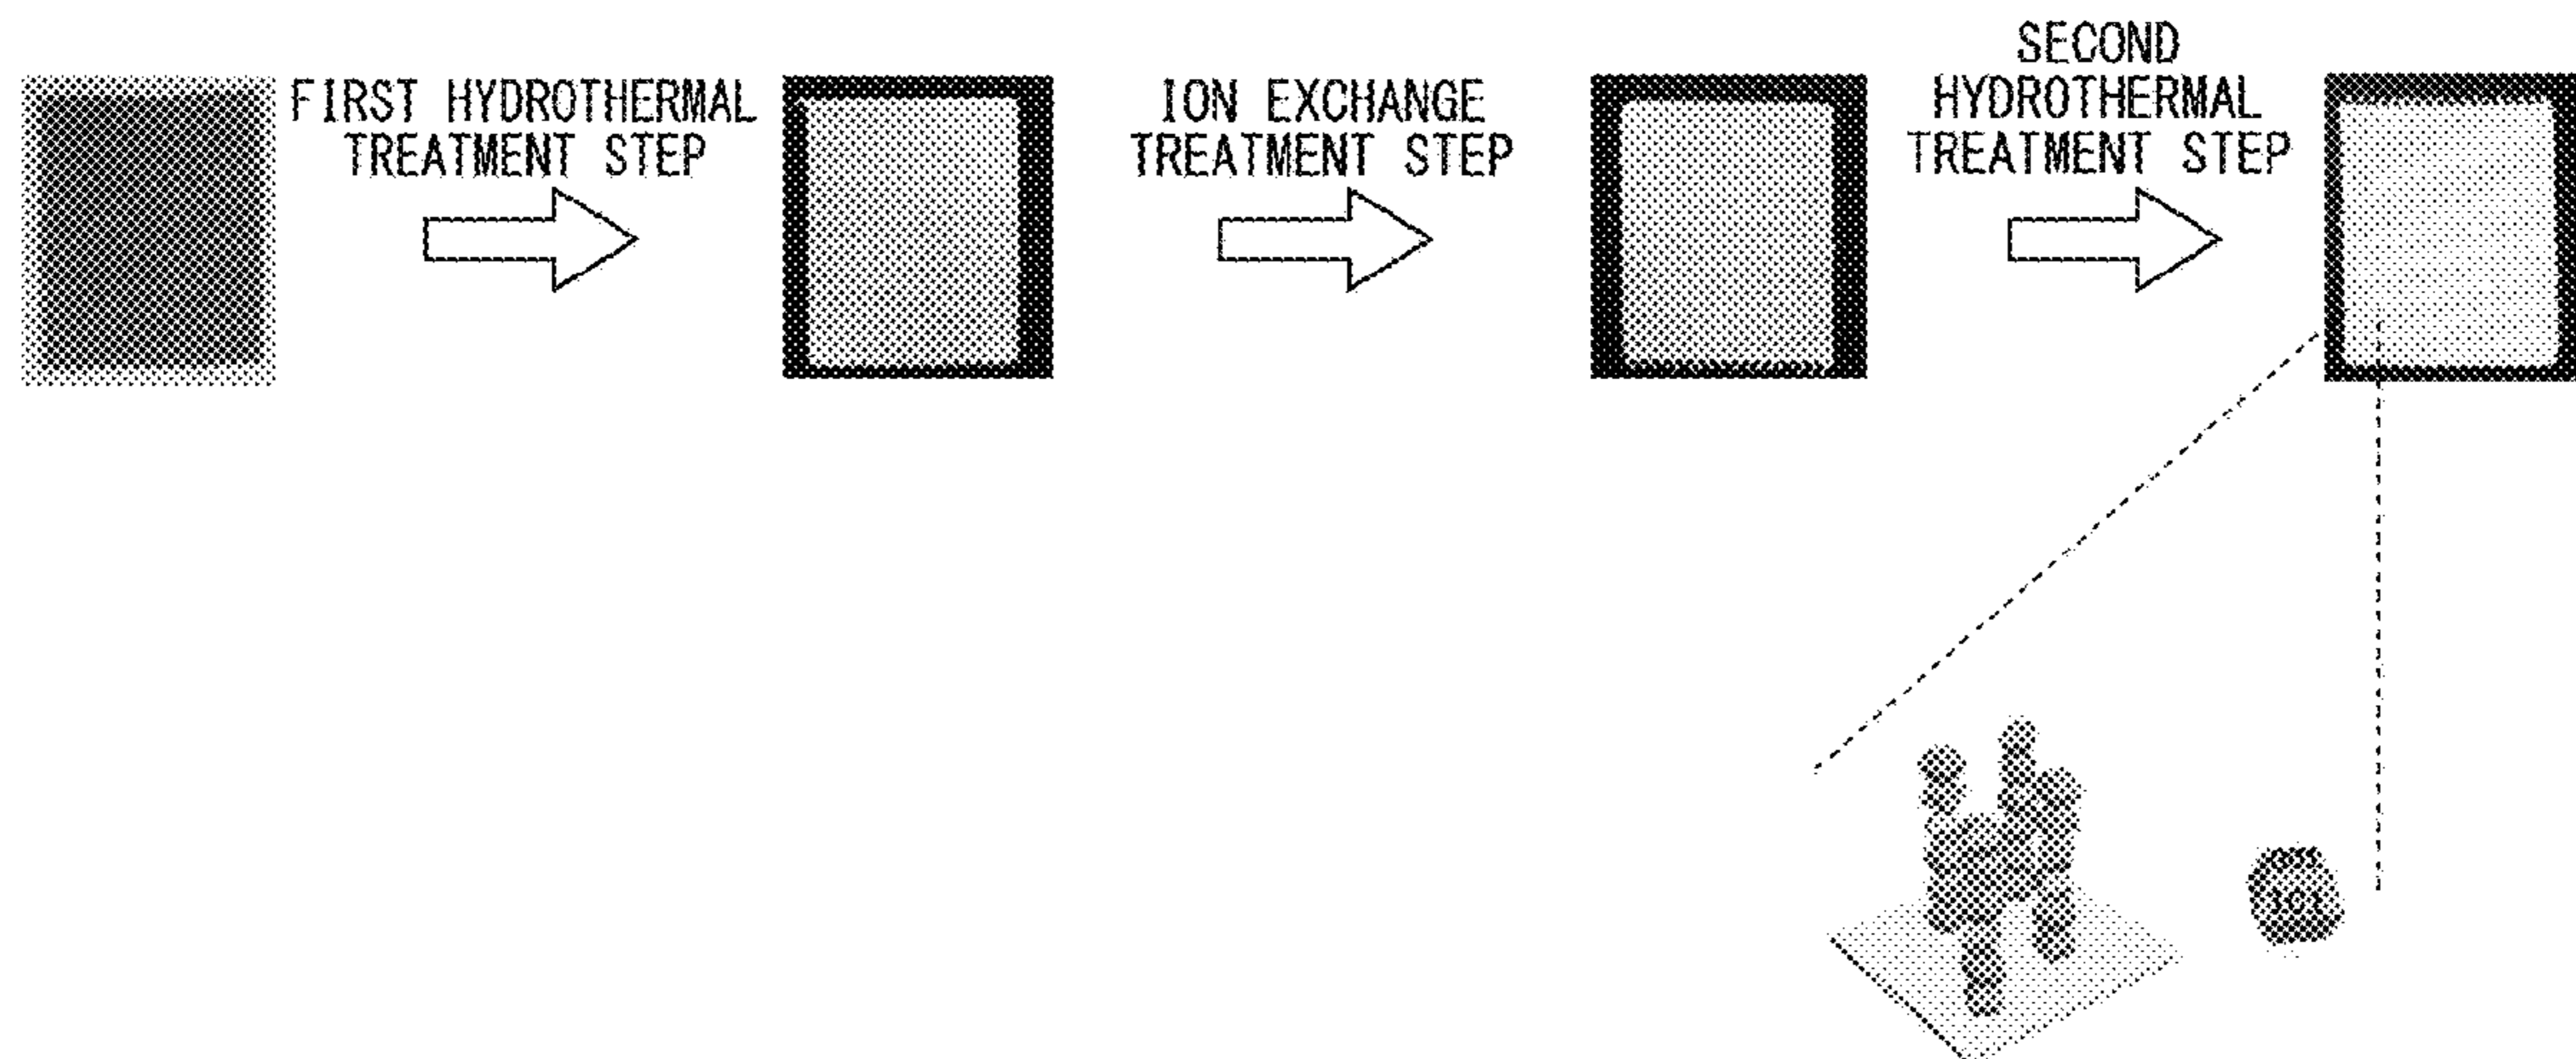 FIRST HYDROTHERMAL
TREATMENT STEP
ION EXCHANGE
TREATMENT STEP
SECOND
HYDROTHERMAL
TREATMENT STEP